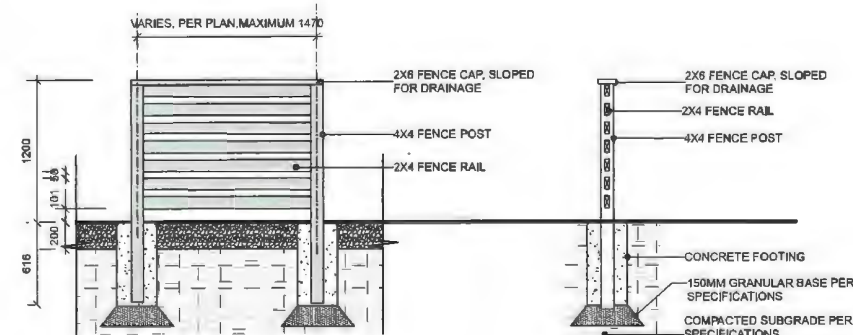 VARIES, PER PLAN, MAXIMUM 1470
2X6 FENCE CAP, SLOPED
FOR DRAINAGE
4X4 FENCE POST
2X4 FENCE RAIL
1200
101
200
616
2X6 FENCE CAP, SLOPED
FOR DRAINAGE
2X4 FENCE RAIL
4X4 FENCE POST
CONCRETE FOOTING
150MM GRANULAR BASE PER
SPECIFICATIONS
COMPACTED SUBGRADE PER
SPECIFICATIONS